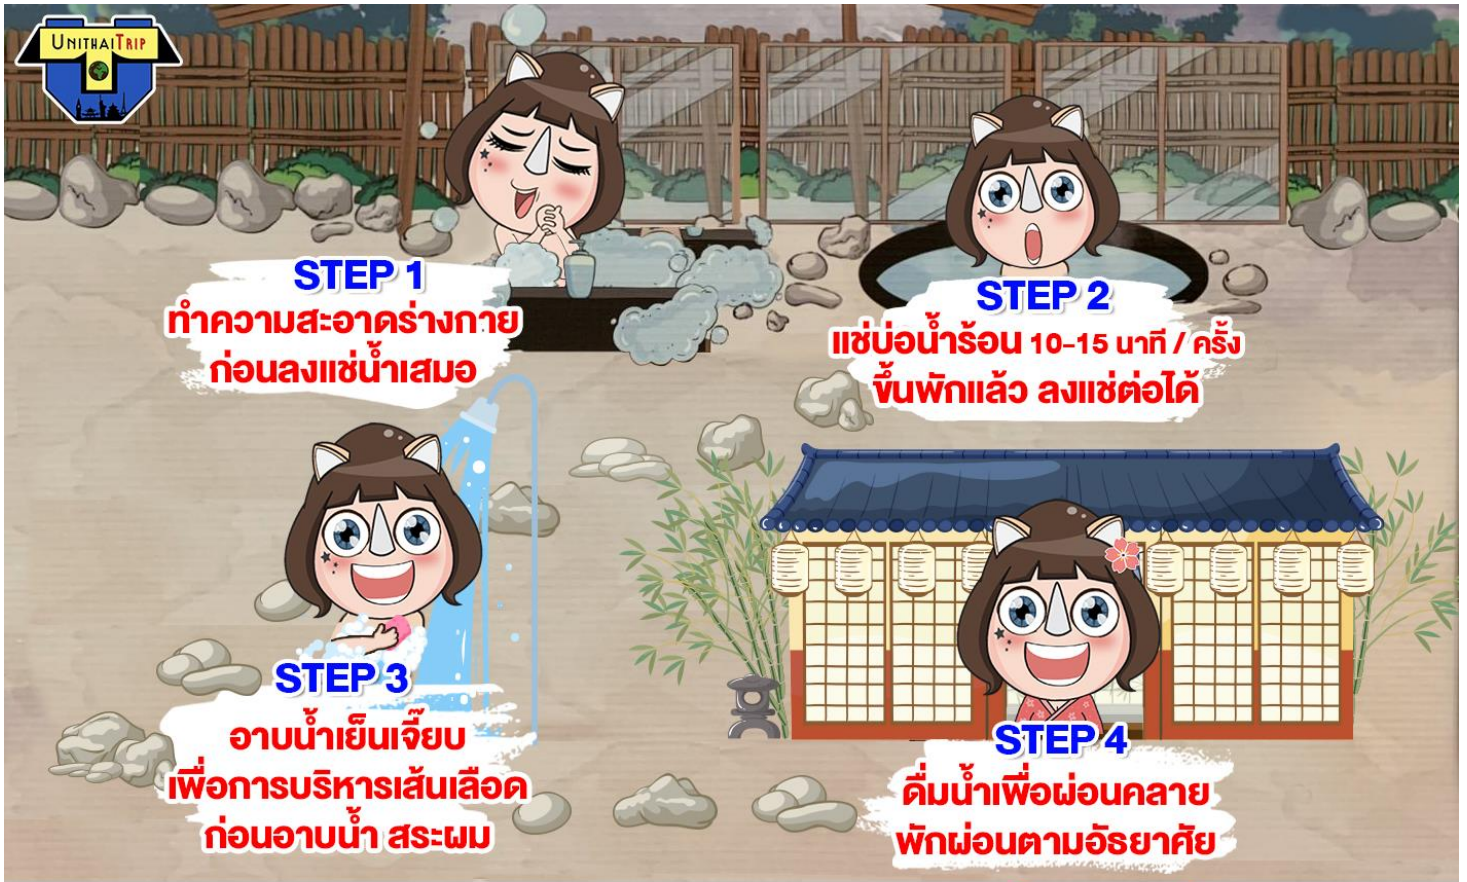 UNITHAITRIP
STEP 1
ทำความสะอาดร่างกาย
ก่อนลงแช่น้ำเสมอ
STEP 2
แช่บ่อน้ำร้อน 10-15 นาที / ครั้ง
ขึ้นพักแล้ว ลงแช่ต่อได้
STEP 3
อาบน้ำเย็นเจี๊ยบ
เพื่อการบริหารเส้นเลือด
ก่อนอาบน้ำ สระผม
STEP 4
ดื่มน้ำเพื่อผ่อนคลาย
พักผ่อนตามอัธยาศัย